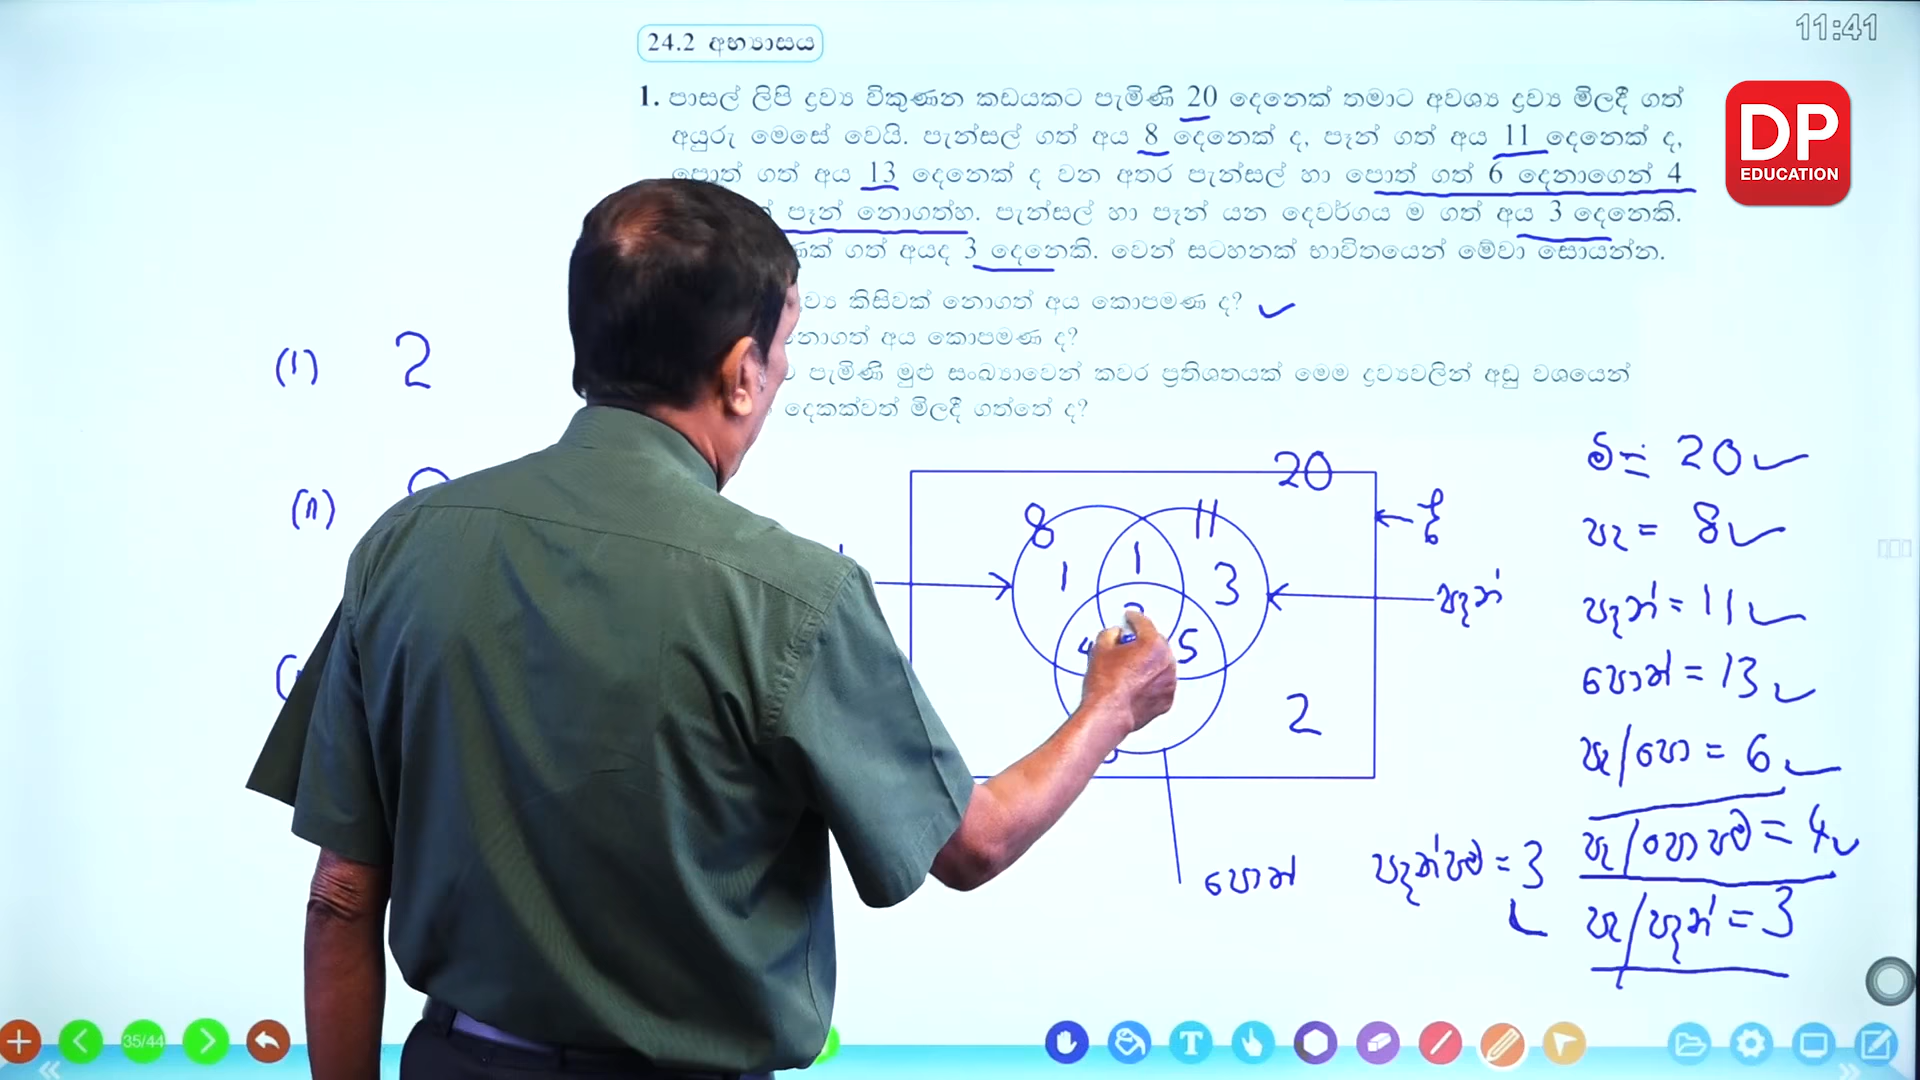 11:41
24.2 අභ්‍යාසය
DP
EDUCATION
1. පාසල් ලිපි ද්‍රව්‍ය විකුණන කඩයකට පැමිණි 20 දෙනෙක් තමාට අවශ්‍ය ද්‍රව්‍ය මිලදී ගත්
අයුරු මෙසේ වෙයි. පැන්සල් ගත් අය 8 දෙනෙක් ද, පෑන් ගත් අය 11 දෙනෙක් ද,
පොත් ගත් අය 13 දෙනෙක් ද වන අතර පැන්සල් හා පොත් ගත් 6 දෙනාගෙන් 4
පෑන් නොගත්හ. පැන්සල් හා පෑන් යන දෙවර්ගය ම ගත් අය 3 දෙනෙකි.
ගත් අයද 3 දෙනෙකි. වෙන් සටහනක් භාවිතයෙන් මේවා සොයන්න.
කිසිවක් නොගත් අය කොපමණ ද?
නොගත් අය කොපමණ ද?
පැමිණි මුළු සංඛ්‍යාවෙන් කවර ප්‍රතිශතයක් මෙම ද්‍රව්‍යවලින් අඩු වශයෙන්
දෙකක්වත් මිලදී ගත්තේ ද?
(I) 2
(II)
20
8 11
1 1 3
4 5
2
පෑන්
පොත්
= 20
පැ = 8
පෑන් = 11
පොත් = 13
පැ/පො = 6
පැ/පො පම = 4
පෑන් පම = 3
පැ/පෑන් = 3
35/44